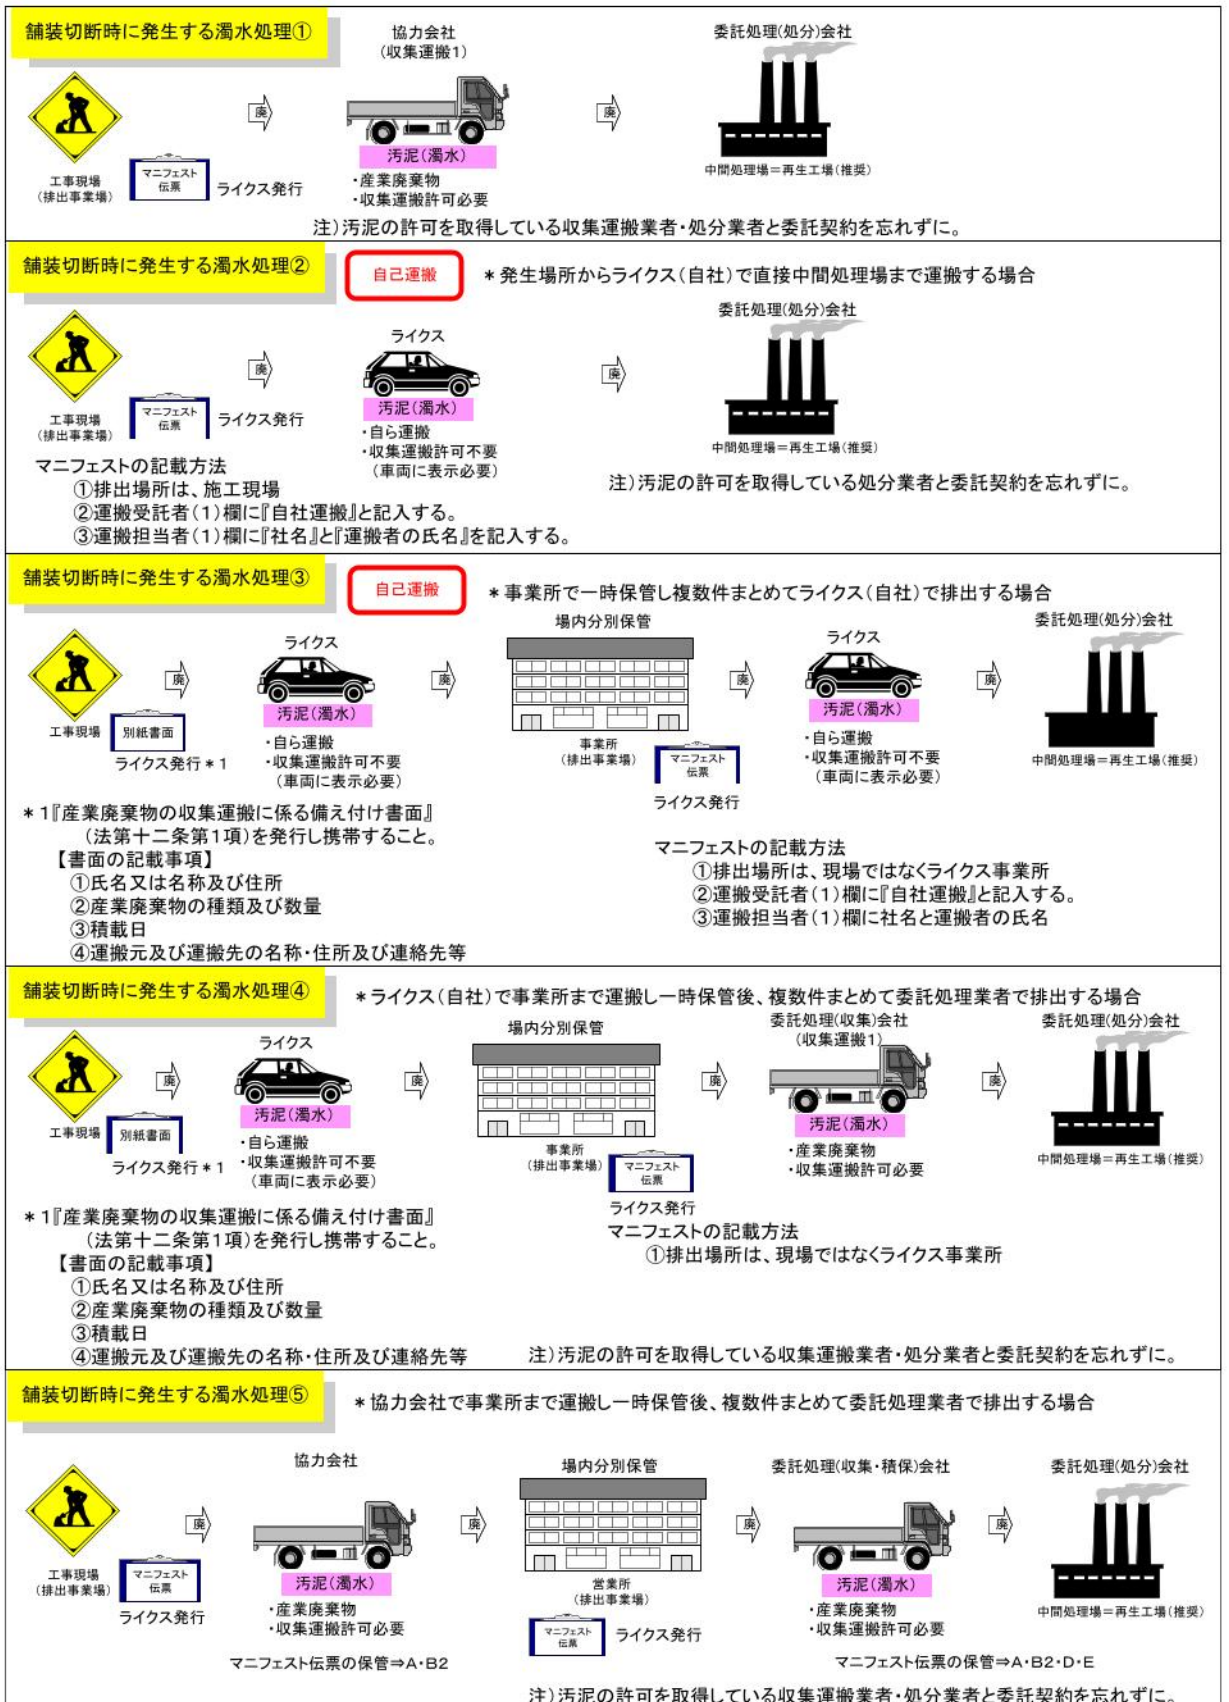 舗装切断時に発生する濁水処理①
協力会社
(収集運搬1)
委託処理(処分)会社
廃
廃
汚泥(濁水)
工事現場
(排出事業場)
マニフェスト
伝票
ライクス発行
・産業廃棄物
・収集運搬許可必要
中間処理場=再生工場(推奨)
注)汚泥の許可を取得している収集運搬業者・処分業者と委託契約を忘れずに。
舗装切断時に発生する濁水処理②
自己運搬
*発生場所からライクス(自社)で直接中間処理場まで運搬する場合
委託処理(処分)会社
ライクス
廃
廃
汚泥(濁水)
工事現場
(排出事業場)
マニフェスト
伝票
ライクス発行
・自ら運搬
・収集運搬許可不要
(車両に表示必要)
中間処理場=再生工場(推奨)
マニフェストの記載方法
①排出場所は、施工現場
②運搬受託者(1)欄に『自社運搬』と記入する。
③運搬担当者(1)欄に『社名』と『運搬者の氏名』を記入する。
注)汚泥の許可を取得している処分業者と委託契約を忘れずに。
舗装切断時に発生する濁水処理③
自己運搬
*事業所で一時保管し複数件まとめてライクス(自社)で排出する場合
場内分別保管
委託処理(処分)会社
ライクス
ライクス
廃
廃
廃
廃
汚泥(濁水)
汚泥(濁水)
工事現場
別紙書面
ライクス発行*1
・自ら運搬
・収集運搬許可不要
(車両に表示必要)
事業所
(排出事業場)
マニフェスト
伝票
ライクス発行
・自ら運搬
・収集運搬許可不要
(車両に表示必要)
中間処理場=再生工場(推奨)
*1『産業廃棄物の収集運搬に係る備え付け書面』
(法第十二条第1項)を発行し携帯すること。
【書面の記載事項】
①氏名又は名称及び住所
②産業廃棄物の種類及び数量
③積載日
④運搬元及び運搬先の名称・住所及び連絡先等
マニフェストの記載方法
①排出場所は、現場ではなくライクス事業所
②運搬受託者(1)欄に『自社運搬』と記入する。
③運搬担当者(1)欄に社名と運搬者の氏名
舗装切断時に発生する濁水処理④
*ライクス(自社)で事業所まで運搬し一時保管後、複数件まとめて委託処理業者で排出する場合
場内分別保管
委託処理(収集)会社
(収集運搬1)
委託処理(処分)会社
ライクス
廃
廃
廃
廃
汚泥(濁水)
汚泥(濁水)
工事現場
別紙書面
ライクス発行*1
・自ら運搬
・収集運搬許可不要
(車両に表示必要)
事業所
(排出事業場)
マニフェスト
伝票
ライクス発行
・産業廃棄物
・収集運搬許可必要
中間処理場=再生工場(推奨)
*1『産業廃棄物の収集運搬に係る備え付け書面』
(法第十二条第1項)を発行し携帯すること。
【書面の記載事項】
①氏名又は名称及び住所
②産業廃棄物の種類及び数量
③積載日
④運搬元及び運搬先の名称・住所及び連絡先等
マニフェストの記載方法
①排出場所は、現場ではなくライクス事業所
注)汚泥の許可を取得している収集運搬業者・処分業者と委託契約を忘れずに。
舗装切断時に発生する濁水処理⑤
*協力会社で事業所まで運搬し一時保管後、複数件まとめて委託処理業者で排出する場合
協力会社
場内分別保管
委託処理(収集・積保)会社
委託処理(処分)会社
廃
廃
廃
廃
汚泥(濁水)
汚泥(濁水)
工事現場
(排出事業場)
マニフェスト
伝票
ライクス発行
・産業廃棄物
・収集運搬許可必要
営業所
(排出事業場)
マニフェスト
伝票
ライクス発行
・産業廃棄物
・収集運搬許可必要
中間処理場=再生工場(推奨)
マニフェスト伝票の保管⇒A・B2
マニフェスト伝票の保管⇒A・B2・D・E
注)汚泥の許可を取得している収集運搬業者・処分業者と委託契約を忘れずに。